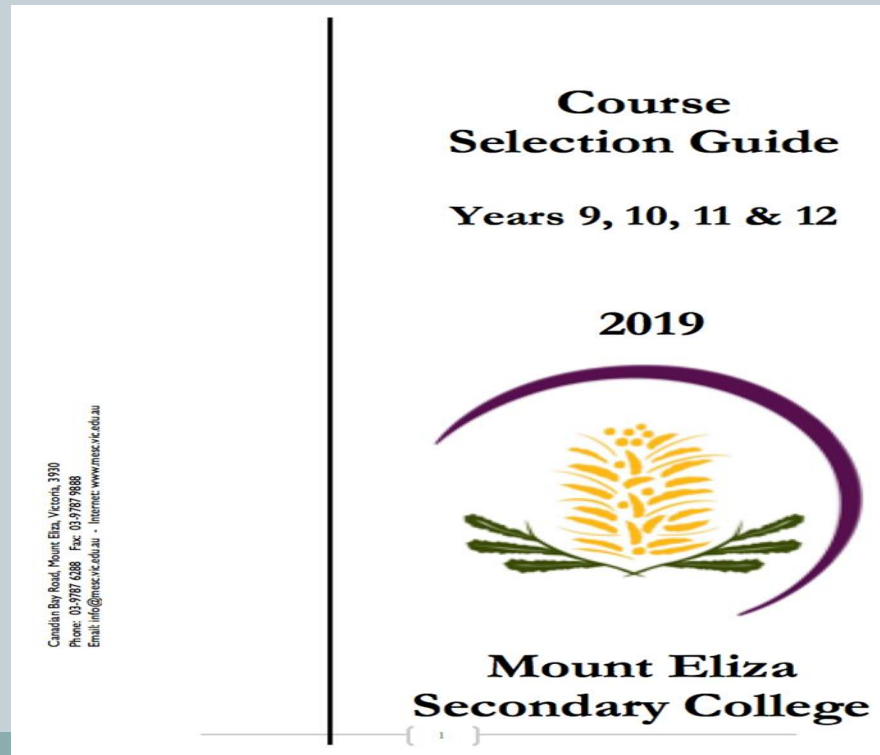 Course
Selection Guide
Years 9, 10, 11 & 12
2019
Mount Eliza
Secondary College
Canadian Bay Road, Mount Eliza, Victoria, 3930
Phone: 03-9787 6288 Fax: 03-9787 9888
Email: info@mesc.vic.edu.au - Internet: www.mesc.vic.edu.au
1